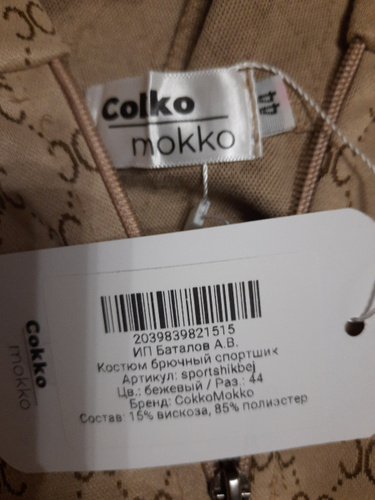 Colko
mokko
44
2039839821515
ИП Баталов А.В.
Костюм брючный спортшик
Артикул: sportshikbej
Цв.: бежевый / Раз.: 44
Бренд: CokkoMokko
Состав: 15% вискоза, 85% полиэстер
Cokko
mokko